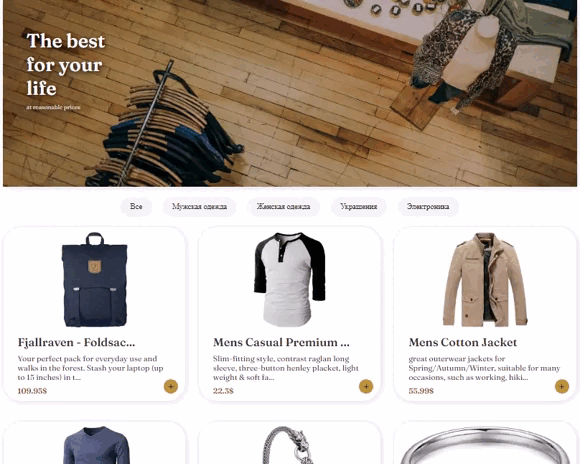 The best
for your
life
at reasonable prices
Все
Мужская одежда
Женская одежда
Украшения
Электроника
Fjallraven - Foldsac...
Your perfect pack for everyday use and
walks in the forest. Stash your laptop (up
to 15 inches) in t...
109.95$
+
Mens Casual Premium ...
Slim-fitting style, contrast raglan long
sleeve, three-button henley placket, light
weight & soft fa...
22.3$
+
Mens Cotton Jacket
great outerwear jackets for
Spring/Autumn/Winter, suitable for many
occasions, such as working, hiki...
55.99$
+